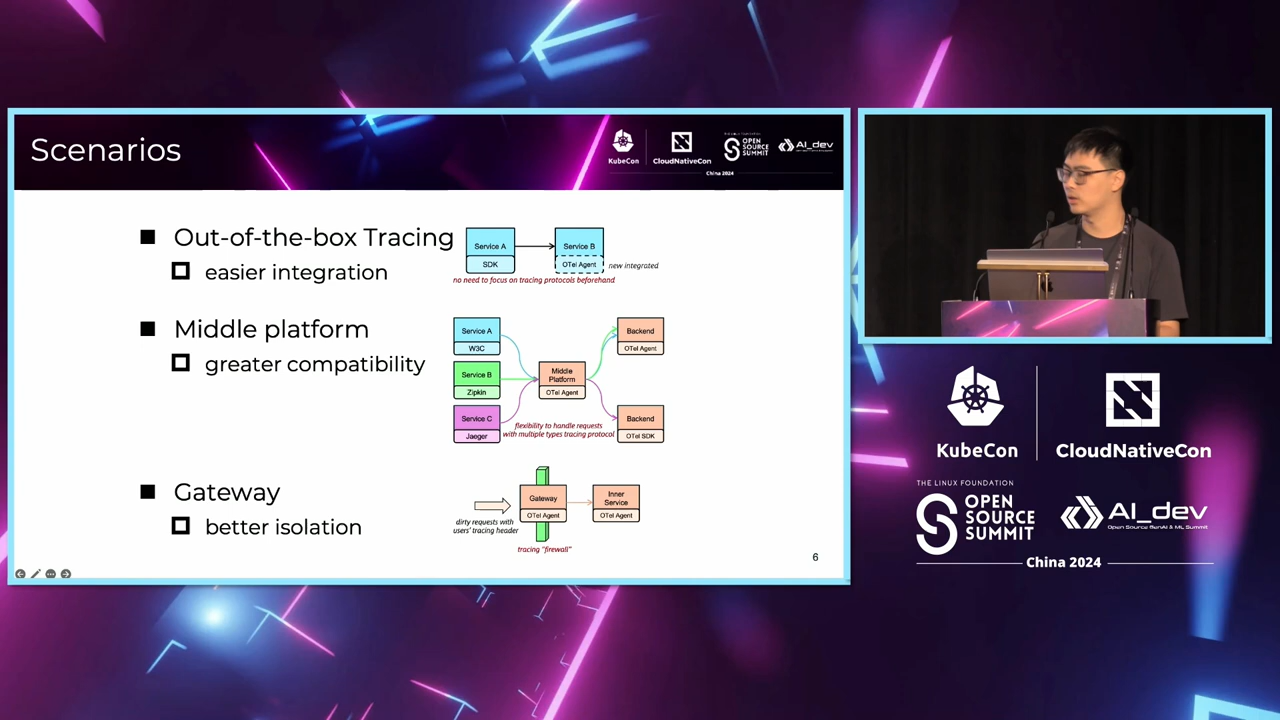 Scenarios
KubeCon
CloudNativeCon
OPEN
SOURCE
SUMMIT
AI_dev
China 2024
Out-of-the-box Tracing
easier integration
Service A
SDK
Service B
OTel Agent
new integrated
no need to focus on tracing protocols beforehand
Middle platform
greater compatibility
Service A
W3C
Service B
Zipkin
Service C
Jaeger
Middle
Platform
OTel Agent
Backend
OTel Agent
Backend
OTel SDK
flexibility to handle requests
with multiple types tracing protocol
Gateway
better isolation
dirty requests with
users' tracing header
Gateway
OTel Agent
Inner
Service
OTel Agent
tracing "firewall"
6
KubeCon
CloudNativeCon
THE LINUX FOUNDATION
OPEN
SOURCE
SUMMIT
AI_dev
Open Source GenAI & ML Summit
China 2024